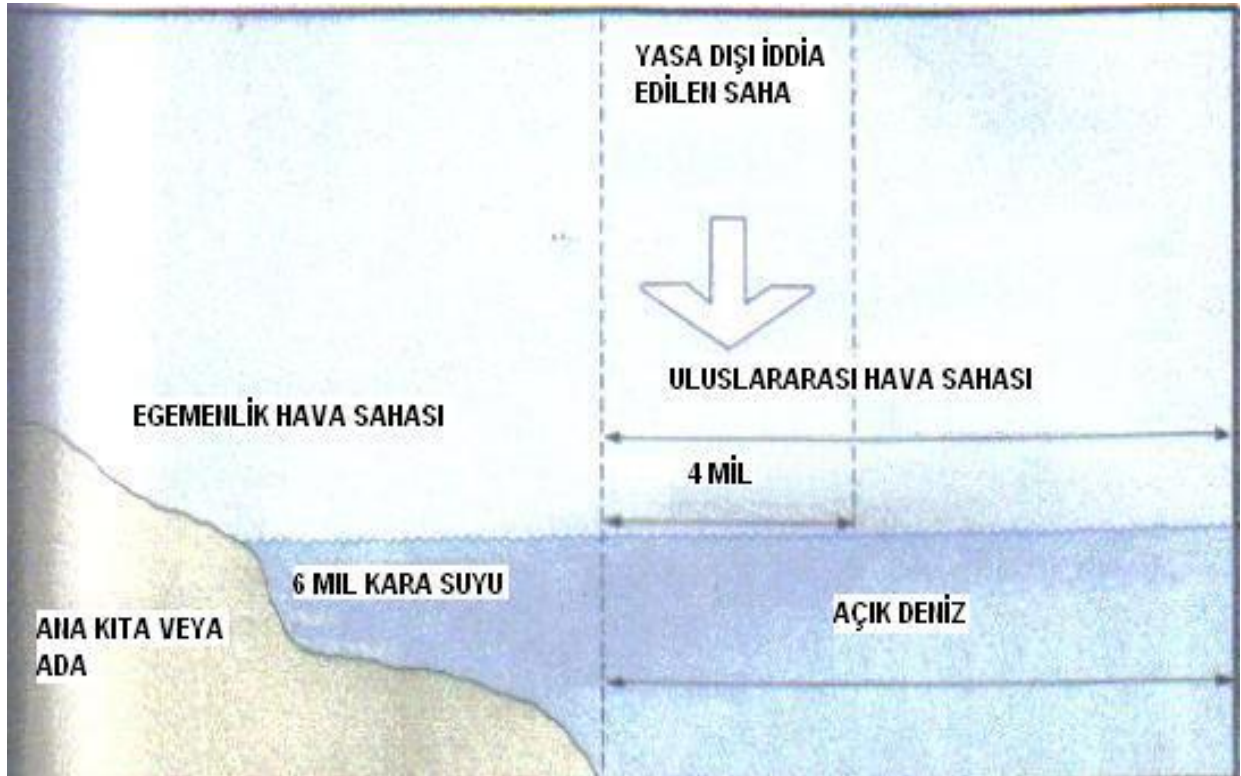 YASA DIŞI İDDİA
EDİLEN SAHA
ULUSLARARASI HAVA SAHASI
EGEMENLİK HAVA SAHASI
4 MİL
6 MIL KARA SUYU
AÇIK DENİZ
ANA KITA VEYA
ADA